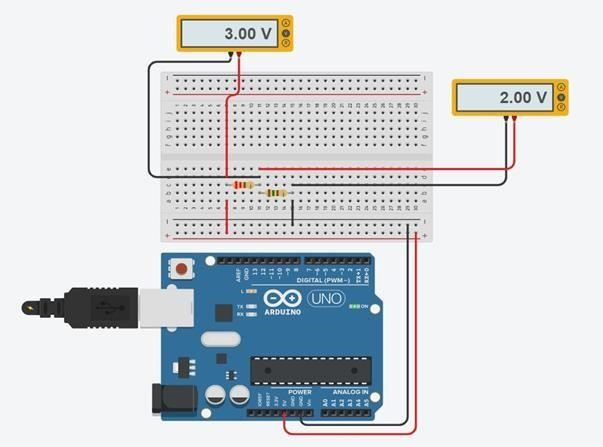 3.00 V
A
V
R
2.00 V
A
V
R
AREF
GND
13
12
~11
~10
~9
8
7
~6
~5
4
~3
2
TX→1
RX←0
DIGITAL (PWM~)
L
TX
RX
UNO
ON
ARDUINO
IOREF
RESET
3.3V
5V
GND
GND
Vin
POWER
ANALOG IN
A0
A1
A2
A3
A4
A5